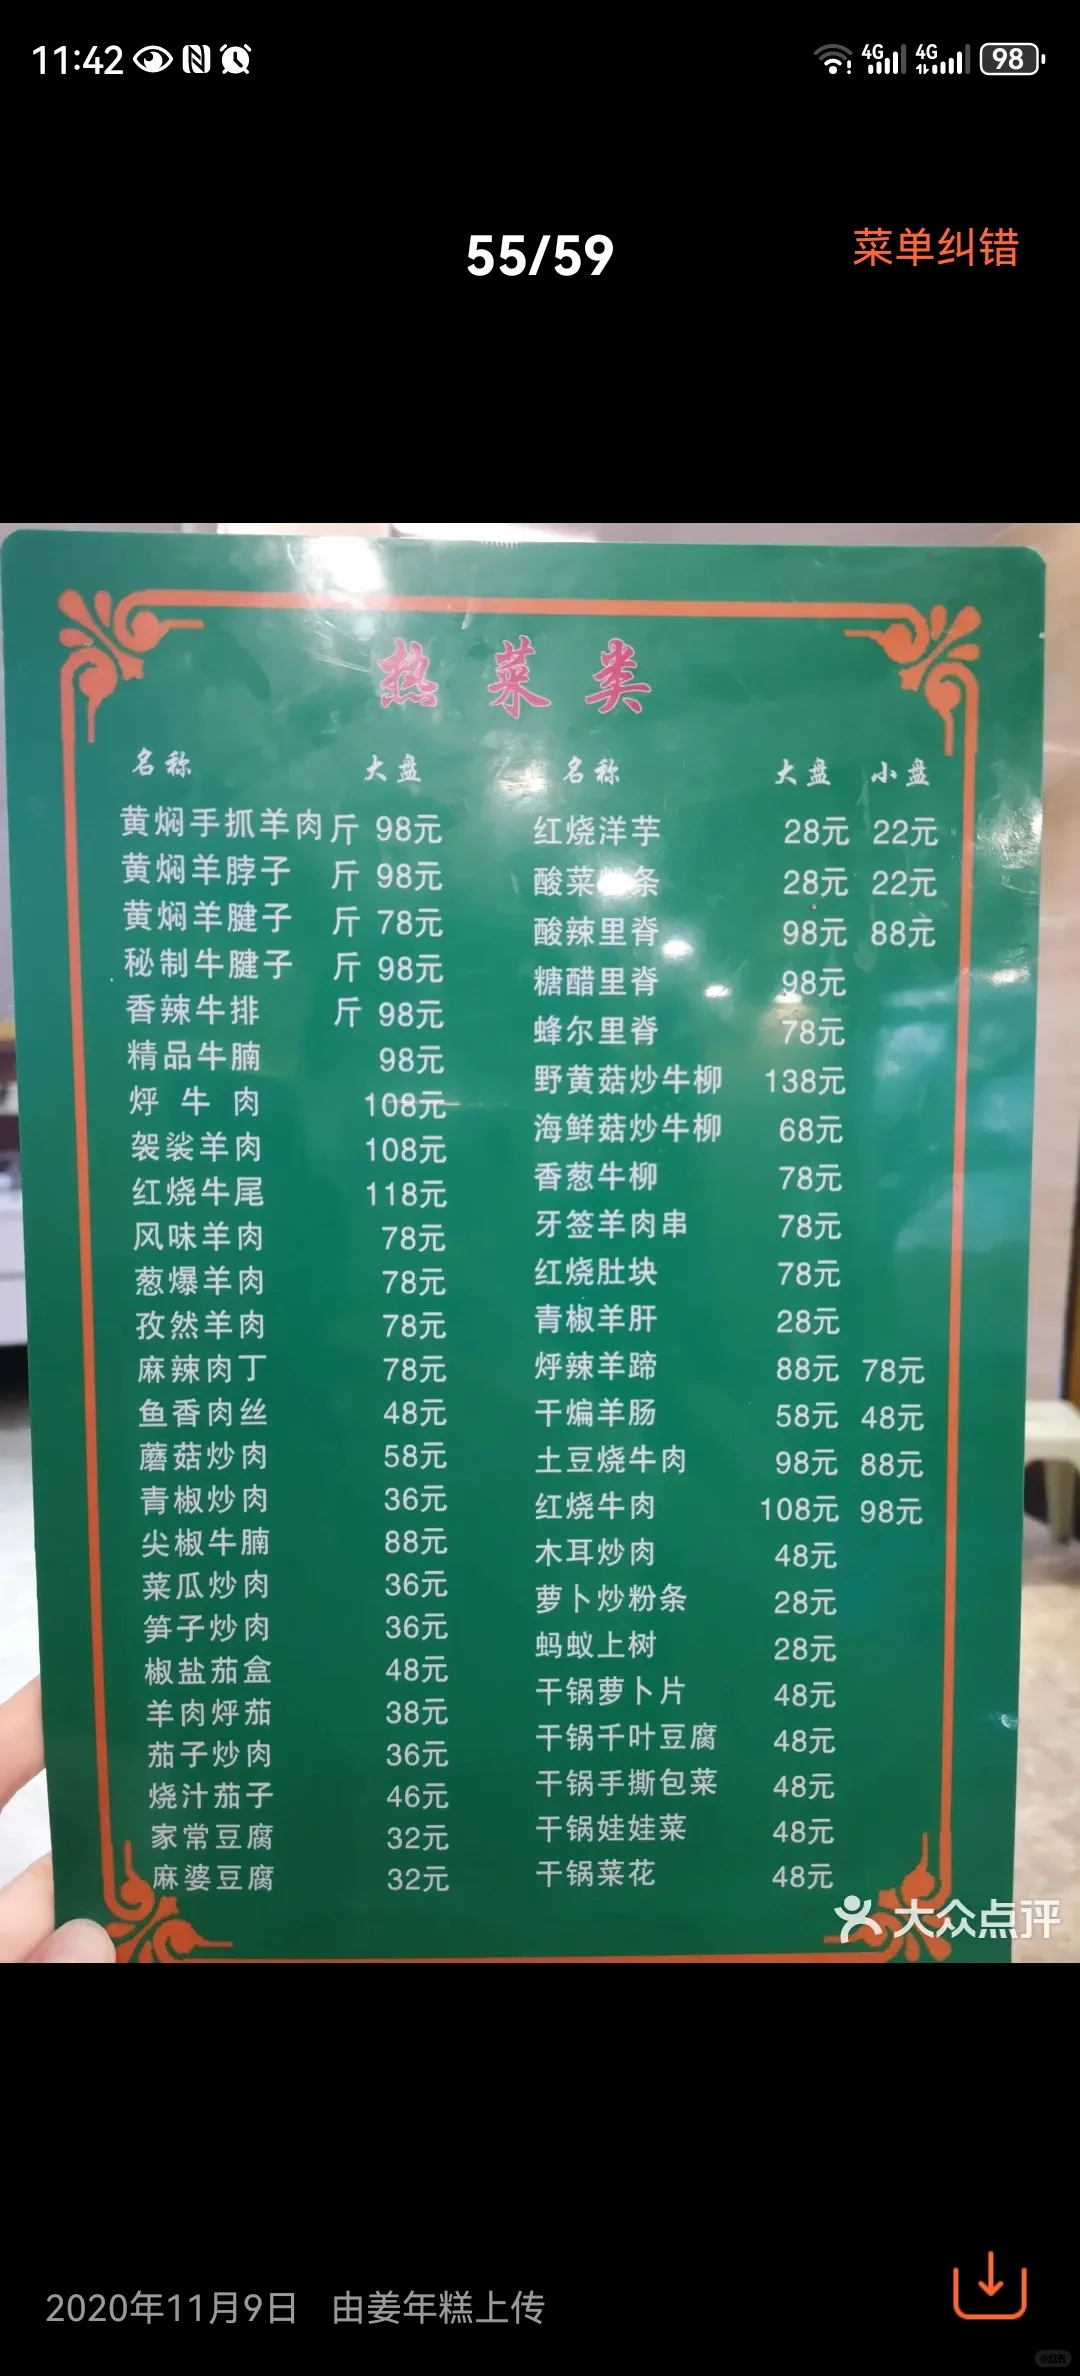 11:42
4G 4G 98
55/59
菜单纠错
热菜类
名称 大盘
黄焖手抓羊肉 斤 98元
黄焖羊脖子 斤 98元
黄焖羊腱子 斤 78元
秘制牛腱子 斤 98元
香辣牛排 斤 98元
精品牛腩 98元
烀牛肉 108元
袈裟羊肉 108元
红烧牛尾 118元
风味羊肉 78元
葱爆羊肉 78元
孜然羊肉 78元
麻辣肉丁 78元
鱼香肉丝 48元
蘑菇炒肉 58元
青椒炒肉 36元
尖椒牛腩 88元
菜瓜炒肉 36元
笋子炒肉 36元
椒盐茄盒 48元
羊肉烀茄 38元
茄子炒肉 36元
烧汁茄子 46元
家常豆腐 32元
麻婆豆腐 32元
名称 大盘 小盘
红烧洋芋 28元 22元
酸菜条 28元 22元
酸辣里脊 98元 88元
糖醋里脊 98元
蜂尔里脊 78元
野黄菇炒牛柳 138元
海鲜菇炒牛柳 68元
香葱牛柳 78元
牙签羊肉串 78元
红烧肚块 78元
青椒羊肝 28元
烀辣羊蹄 88元 78元
干煸羊肠 58元 48元
土豆烧牛肉 98元 88元
红烧牛肉 108元 98元
木耳炒肉 48元
萝卜炒粉条 28元
蚂蚁上树 28元
干锅萝卜片 48元
干锅千叶豆腐 48元
干锅手撕包菜 48元
干锅娃娃菜 48元
干锅菜花 48元
大众点评
2020年11月9日 由姜年糕上传
小红书